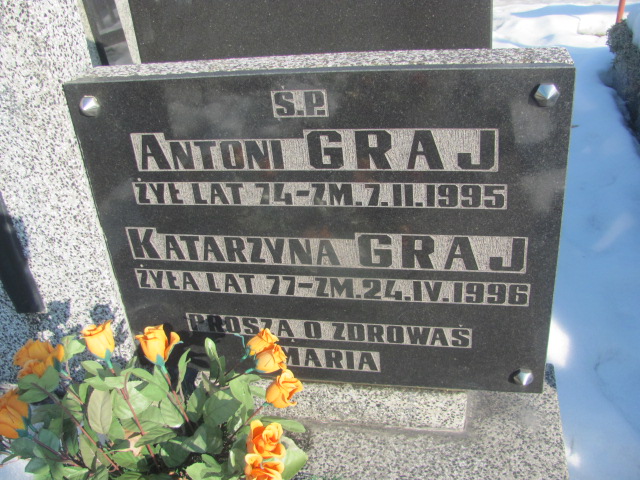 Ś.P.
ANTONI GRAJ
ŻYŁ LAT 74-ZM.7.II.1995
KATARZYNA GRAJ
ŻYŁA LAT 77-ZM.24.IV.1996
PROSZĄ O ZDROWAŚ
MARIA